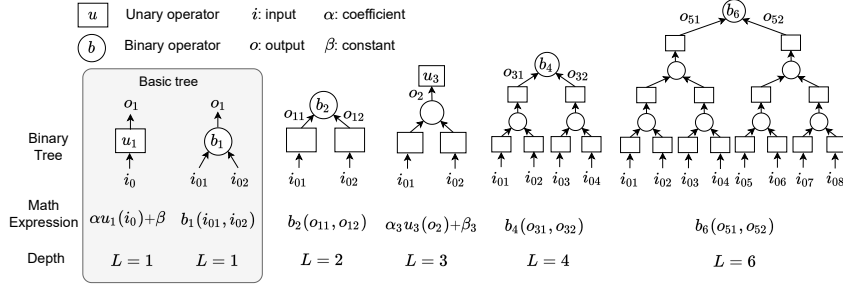 u Unary operator i: input α: coefficient
b Binary operator o: output β: constant
Basic tree
Binary
Tree
o₁ u₁ i₀
o₁ b₁ i₀₁ i₀₂
b₂ o₁₁ o₁₂ i₀₁ i₀₂
u₃ o₂ i₀₁ i₀₂
b₄ o₃₁ o₃₂ i₀₁ i₀₂ i₀₃ i₀₄
b₆ o₅₁ o₅₂ i₀₁ i₀₂ i₀₃ i₀₄ i₀₅ i₀₆ i₀₇ i₀₈
Math
Expression
αu₁(i₀)+β b₁(i₀₁, i₀₂) b₂(o₁₁, o₁₂) α₃u₃(o₂)+β₃ b₄(o₃₁, o₃₂) b₆(o₅₁, o₅₂)
Depth L = 1 L = 1 L = 2 L = 3 L = 4 L = 6